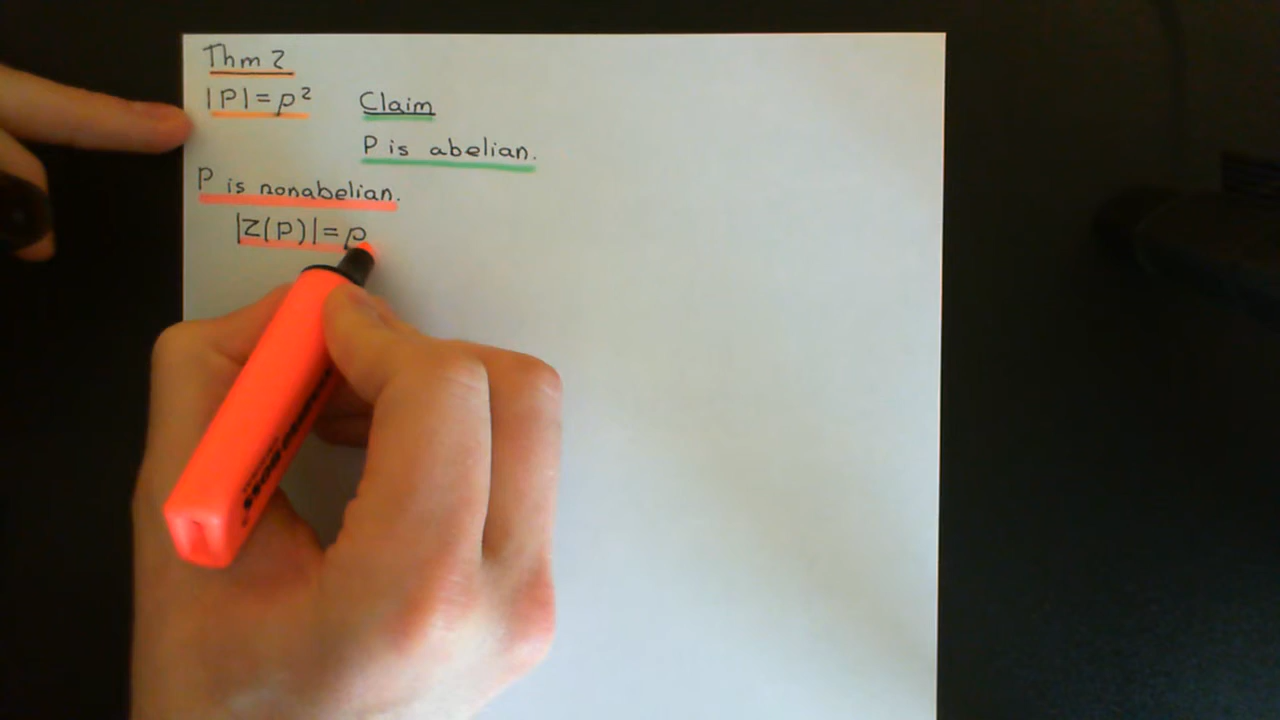 Thm 2
|P| = p² Claim
P is abelian.
P is nonabelian.
|Z(P)| = p